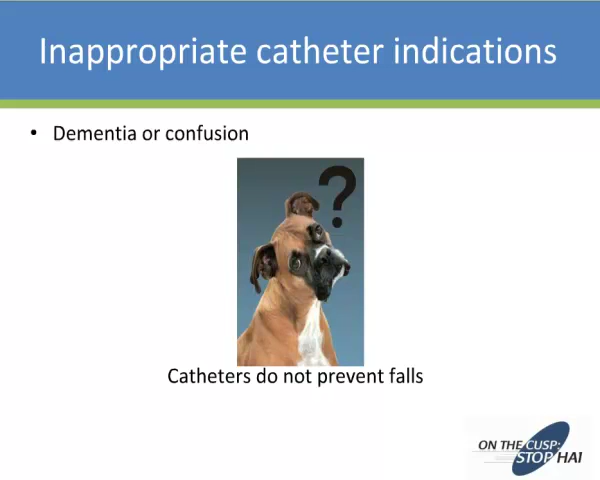 Inappropriate catheter indications
• Dementia or confusion
?
Catheters do not prevent falls
ON THE CUSP:
STOP HAI